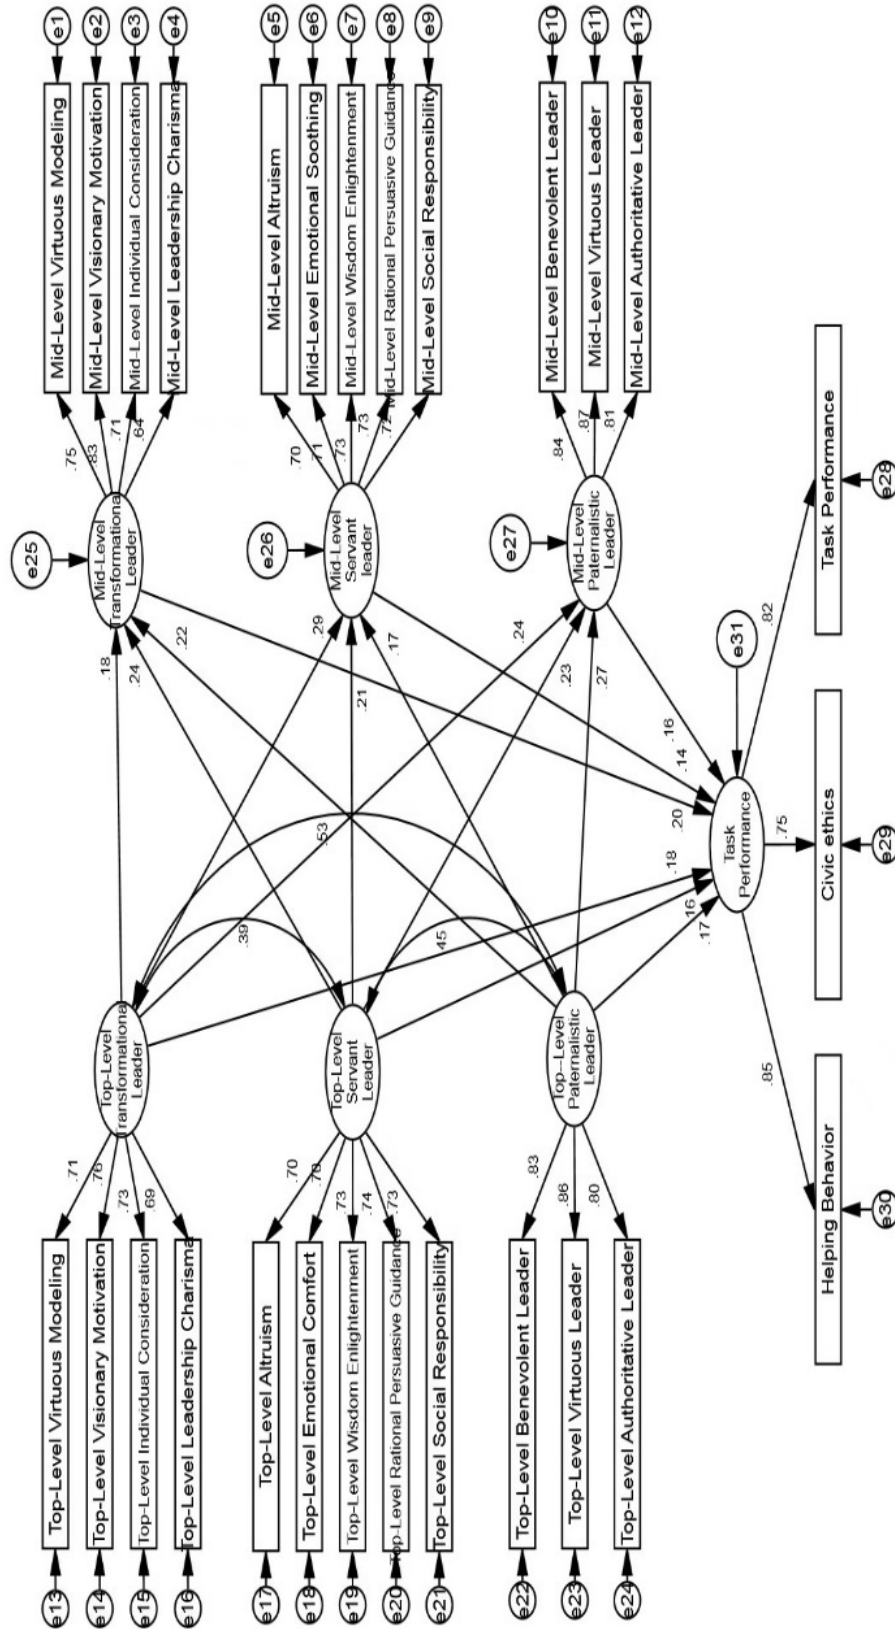 e1
e2
e3
e4
e5
e6
e7
e8
e9
e10
e11
e12
Mid-Level Virtuous Modeling
Mid-Level Visionary Motivation
Mid-Level Individual Consideration
Mid-Level Leadership Charisma
Mid-Level Altruism
Mid-Level Emotional Soothing
Mid-Level Wisdom Enlightenment
Mid-Level Rational Persuasive Guidance
Mid-Level Social Responsibility
Mid-Level Benevolent Leader
Mid-Level Virtuous Leader
Mid-Level Authoritative Leader
.75
.83
.71
.64
.70
.71
.73
.73
.72
.84
.87
.81
e25
Mid-Level
Transformational
Leader
e26
Mid-Level
Servant
leader
e27
Mid-Level
Paternalistic
Leader
.18
.24
.22
.29
.21
.17
.24
.23
.27
.53
.39
.45
.20
.14
.16
.18
.16
.17
e31
Task
Performance
.82
.75
.85
Task Performance
Civic ethics
Helping Behavior
e28
e29
e30
Top-Level
Transformational
Leader
Top-Level
Servant
Leader
Top--Level
Paternalistic
Leader
.71
.76
.73
.69
.70
.70
.73
.74
.73
.83
.86
.80
Top-Level Virtuous Modeling
Top-Level Visionary Motivation
Top-Level Individual Consideration
Top-Level Leadership Charisma
Top-Level Altruism
Top-Level Emotional Comfort
Top-Level Wisdom Enlightenment
Top-Level Rational Persuasive Guidance
Top-Level Social Responsibility
Top-Level Benevolent Leader
Top-Level Virtuous Leader
Top-Level Authoritative Leader
e13
e14
e15
e16
e17
e18
e19
e20
e21
e22
e23
e24